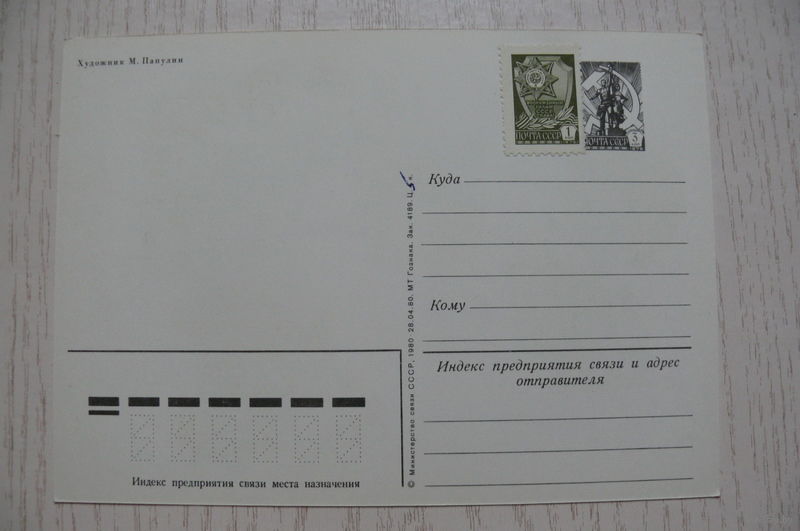 Художник М. Папулин
ПОЧТА СССР 1
ПОЧТА СССР 3
Куда
Кому
Индекс предприятия связи и адрес
отправителя
© Министерство связи СССР, 1980. 28.04.80. МТ Гознака. Зак. 4189. Ц. 5 к.
Индекс предприятия связи места назначения